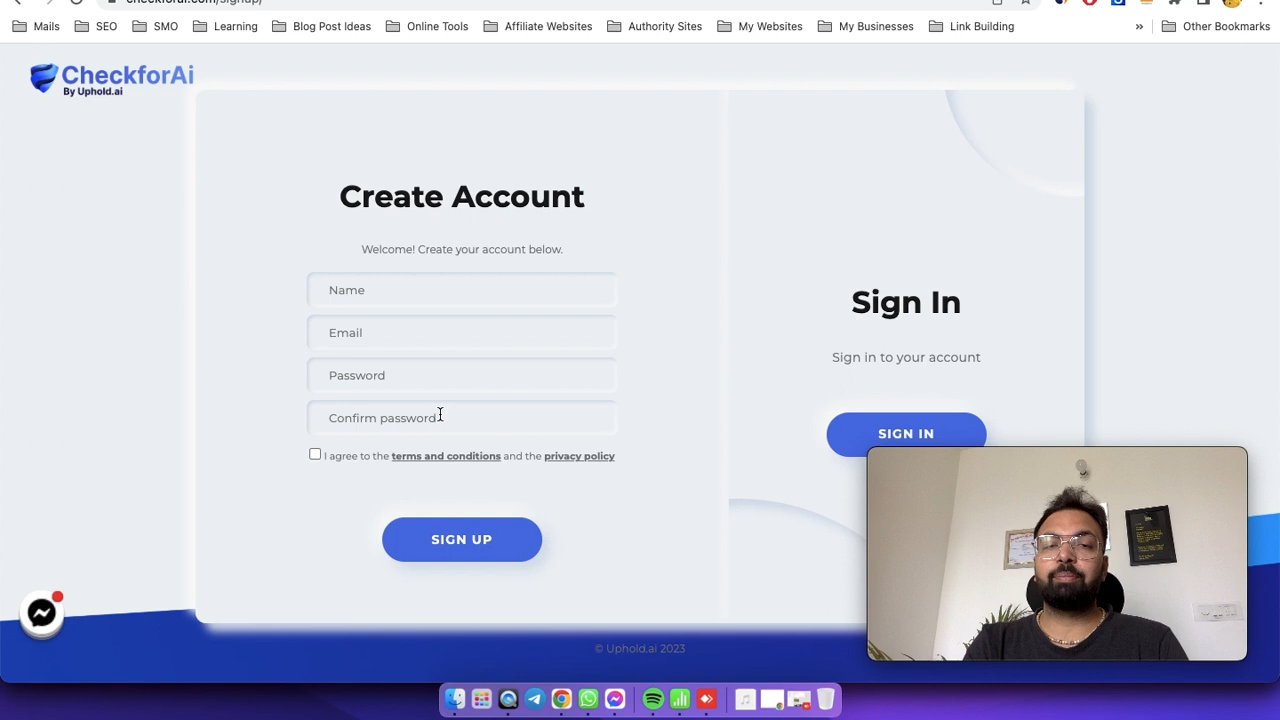 checkforai.com/signup/
Mails SEO SMO Learning Blog Post Ideas Online Tools Affiliate Websites Authority Sites My Websites My Businesses Link Building » Other Bookmarks
CheckforAi
By Uphold.ai
Create Account
Welcome! Create your account below.
Name
Email
Password
Confirm password
I agree to the terms and conditions and the privacy policy
SIGN UP
Sign In
Sign in to your account
SIGN IN
© Uphold.ai 2023